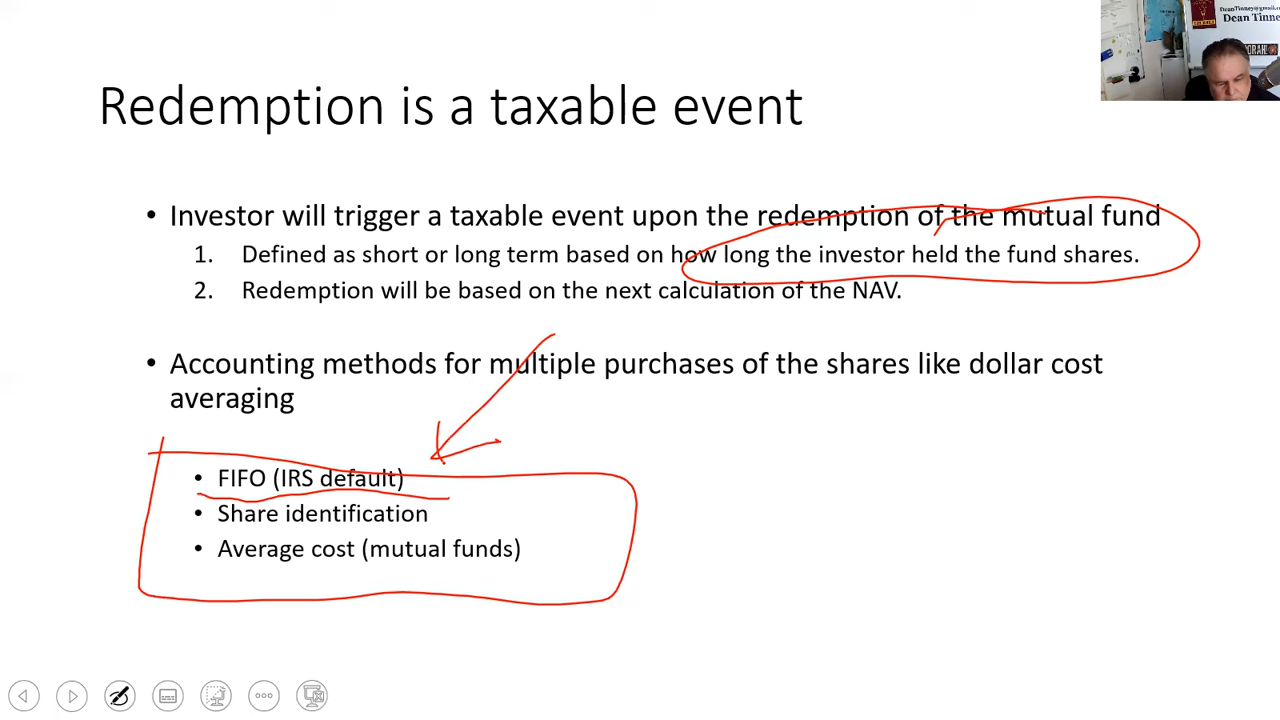 DeanTinney@gmail.c
Dean Tinne
Redemption is a taxable event
• Investor will trigger a taxable event upon the redemption of the mutual fund
1. Defined as short or long term based on how long the investor held the fund shares.
2. Redemption will be based on the next calculation of the NAV.
• Accounting methods for multiple purchases of the shares like dollar cost
averaging
• FIFO (IRS default)
• Share identification
• Average cost (mutual funds)